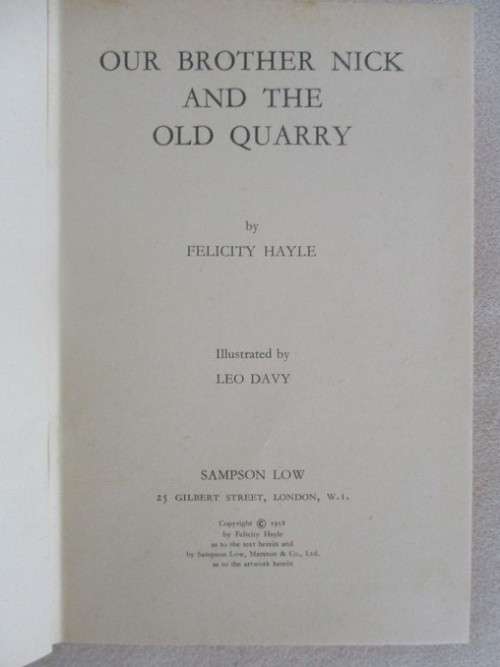 OUR BROTHER NICK
AND THE
OLD QUARRY
by
FELICITY HAYLE
Illustrated by
LEO DAVY
SAMPSON LOW
25 GILBERT STREET, LONDON, W.1.
Copyright © 1958
by Felicity Hayle
as to the text herein and
by Sampson Low, Marston & Co., Ltd.
as to the artwork herein